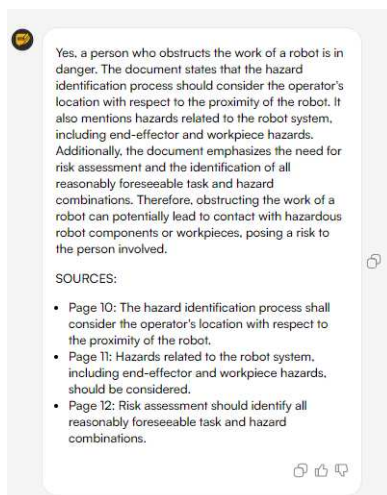 Yes, a person who obstructs the work of a robot is in
danger. The document states that the hazard
identification process should consider the operator's
location with respect to the proximity of the robot. It
also mentions hazards related to the robot system,
including end-effector and workpiece hazards.
Additionally, the document emphasizes the need for
risk assessment and the identification of all
reasonably foreseeable task and hazard
combinations. Therefore, obstructing the work of a
robot can potentially lead to contact with hazardous
robot components or workpieces, posing a risk to
the person involved.
SOURCES:
• Page 10: The hazard identification process shall
consider the operator's location with respect to
the proximity of the robot.
• Page 11: Hazards related to the robot system,
including end-effector and workpiece hazards,
should be considered.
• Page 12: Risk assessment should identify all
reasonably foreseeable task and hazard
combinations.